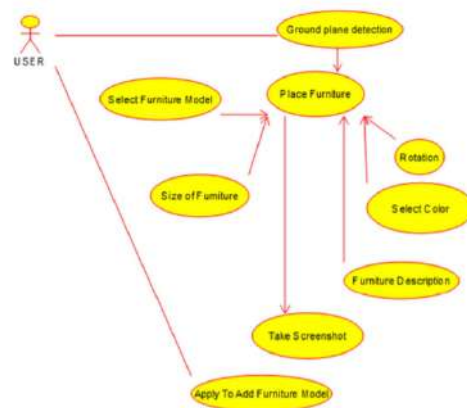 Ground plane detection
USER
Select Furniture Model
Place Furniture
Rotation
Size of Furniture
Select Color
Furniture Description
Take Screenshot
Apply To Add Furniture Model